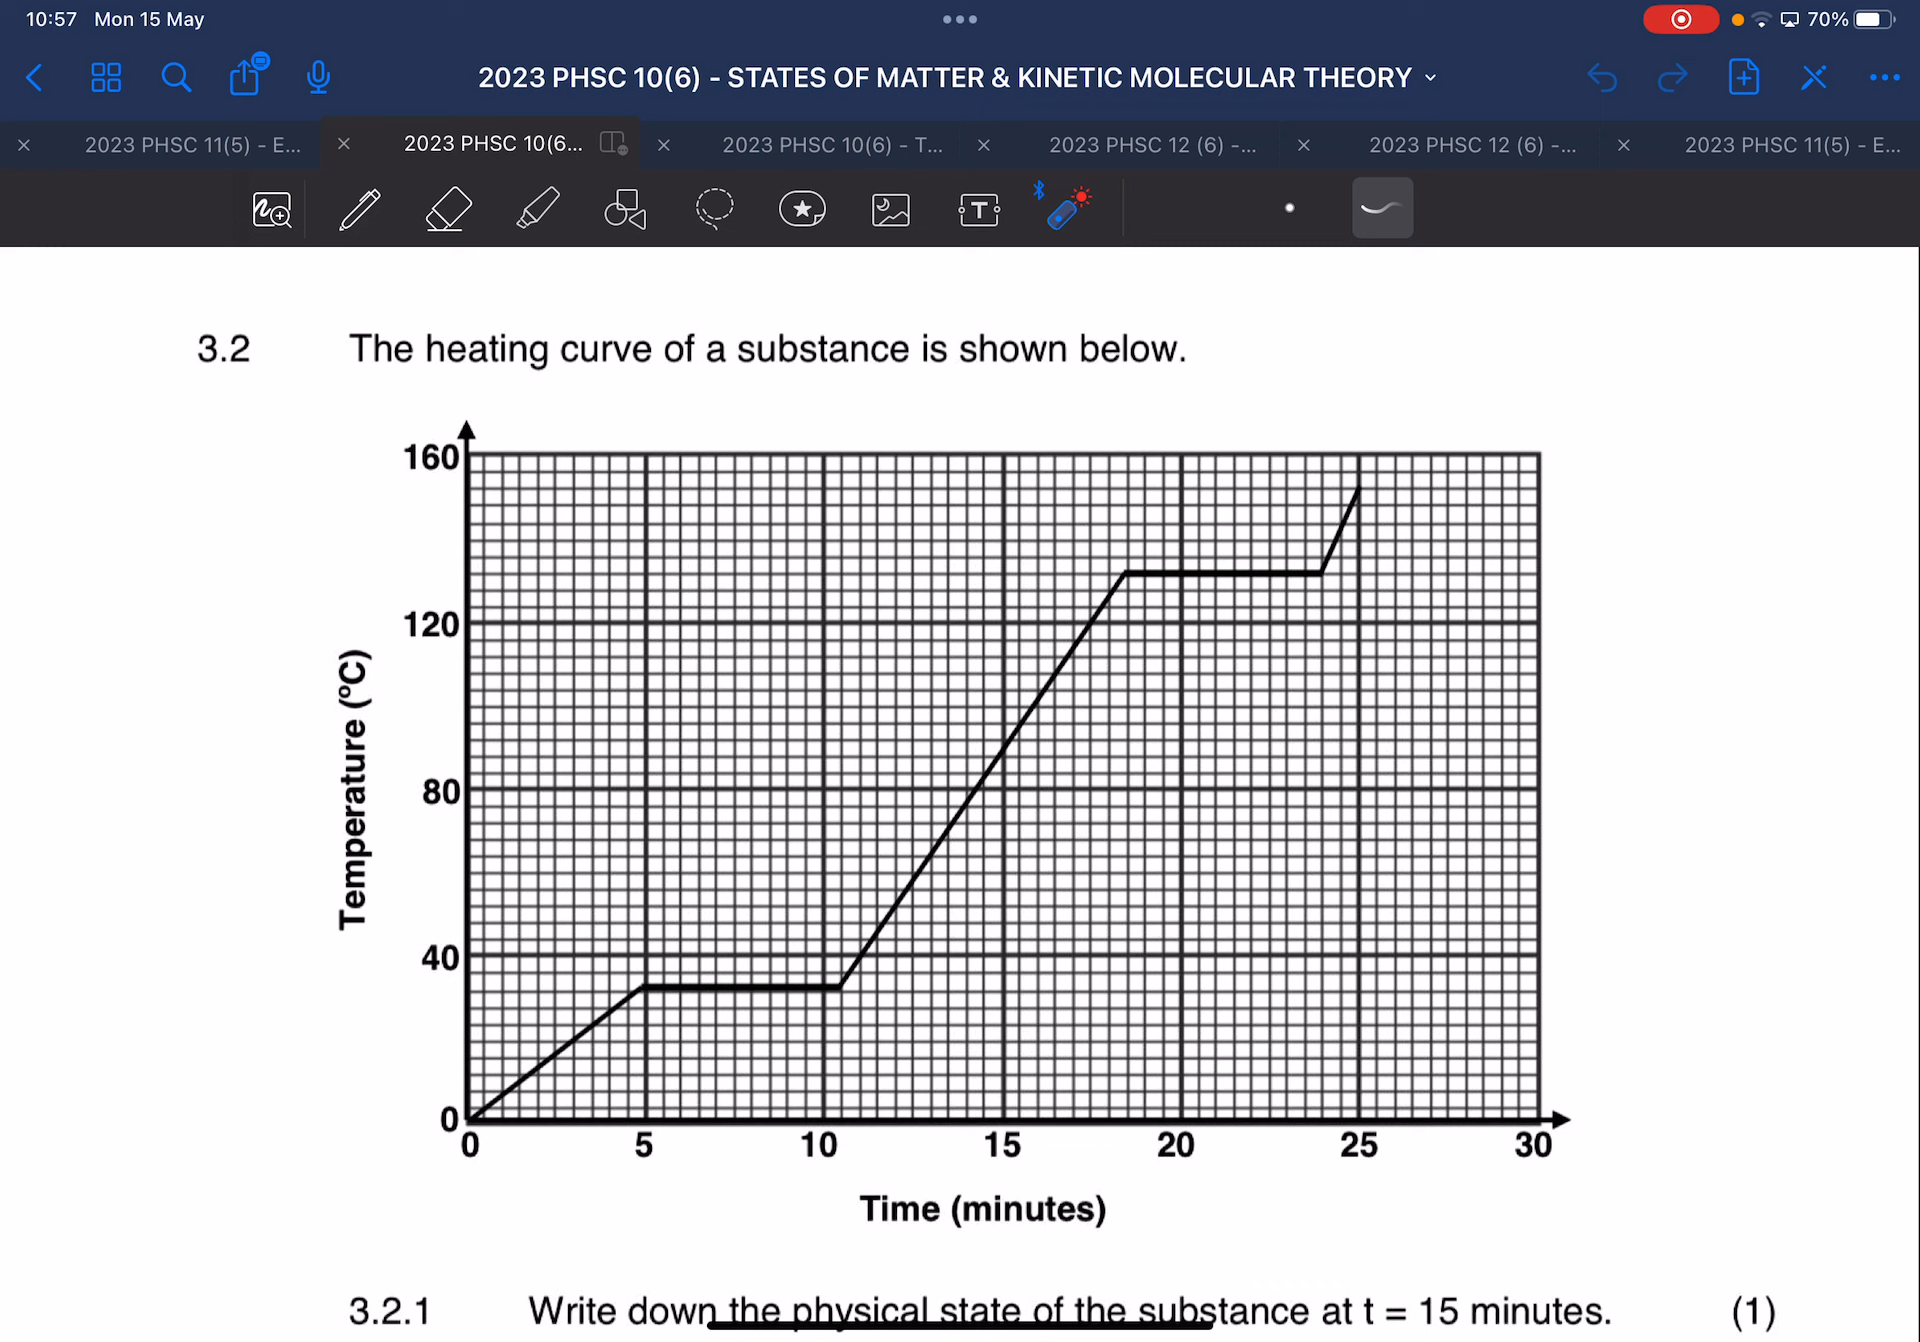 10:57 Mon 15 May
70%
2023 PHSC 10(6) - STATES OF MATTER & KINETIC MOLECULAR THEORY
2023 PHSC 11(5) - E...
2023 PHSC 10(6...
2023 PHSC 10(6) - T...
2023 PHSC 12 (6) -...
2023 PHSC 12 (6) -...
2023 PHSC 11(5) - E...
T
3.2 The heating curve of a substance is shown below.
160
120
80
40
0
Temperature (°C)
0 5 10 15 20 25 30
Time (minutes)
3.2.1 Write down the physical state of the substance at t = 15 minutes. (1)